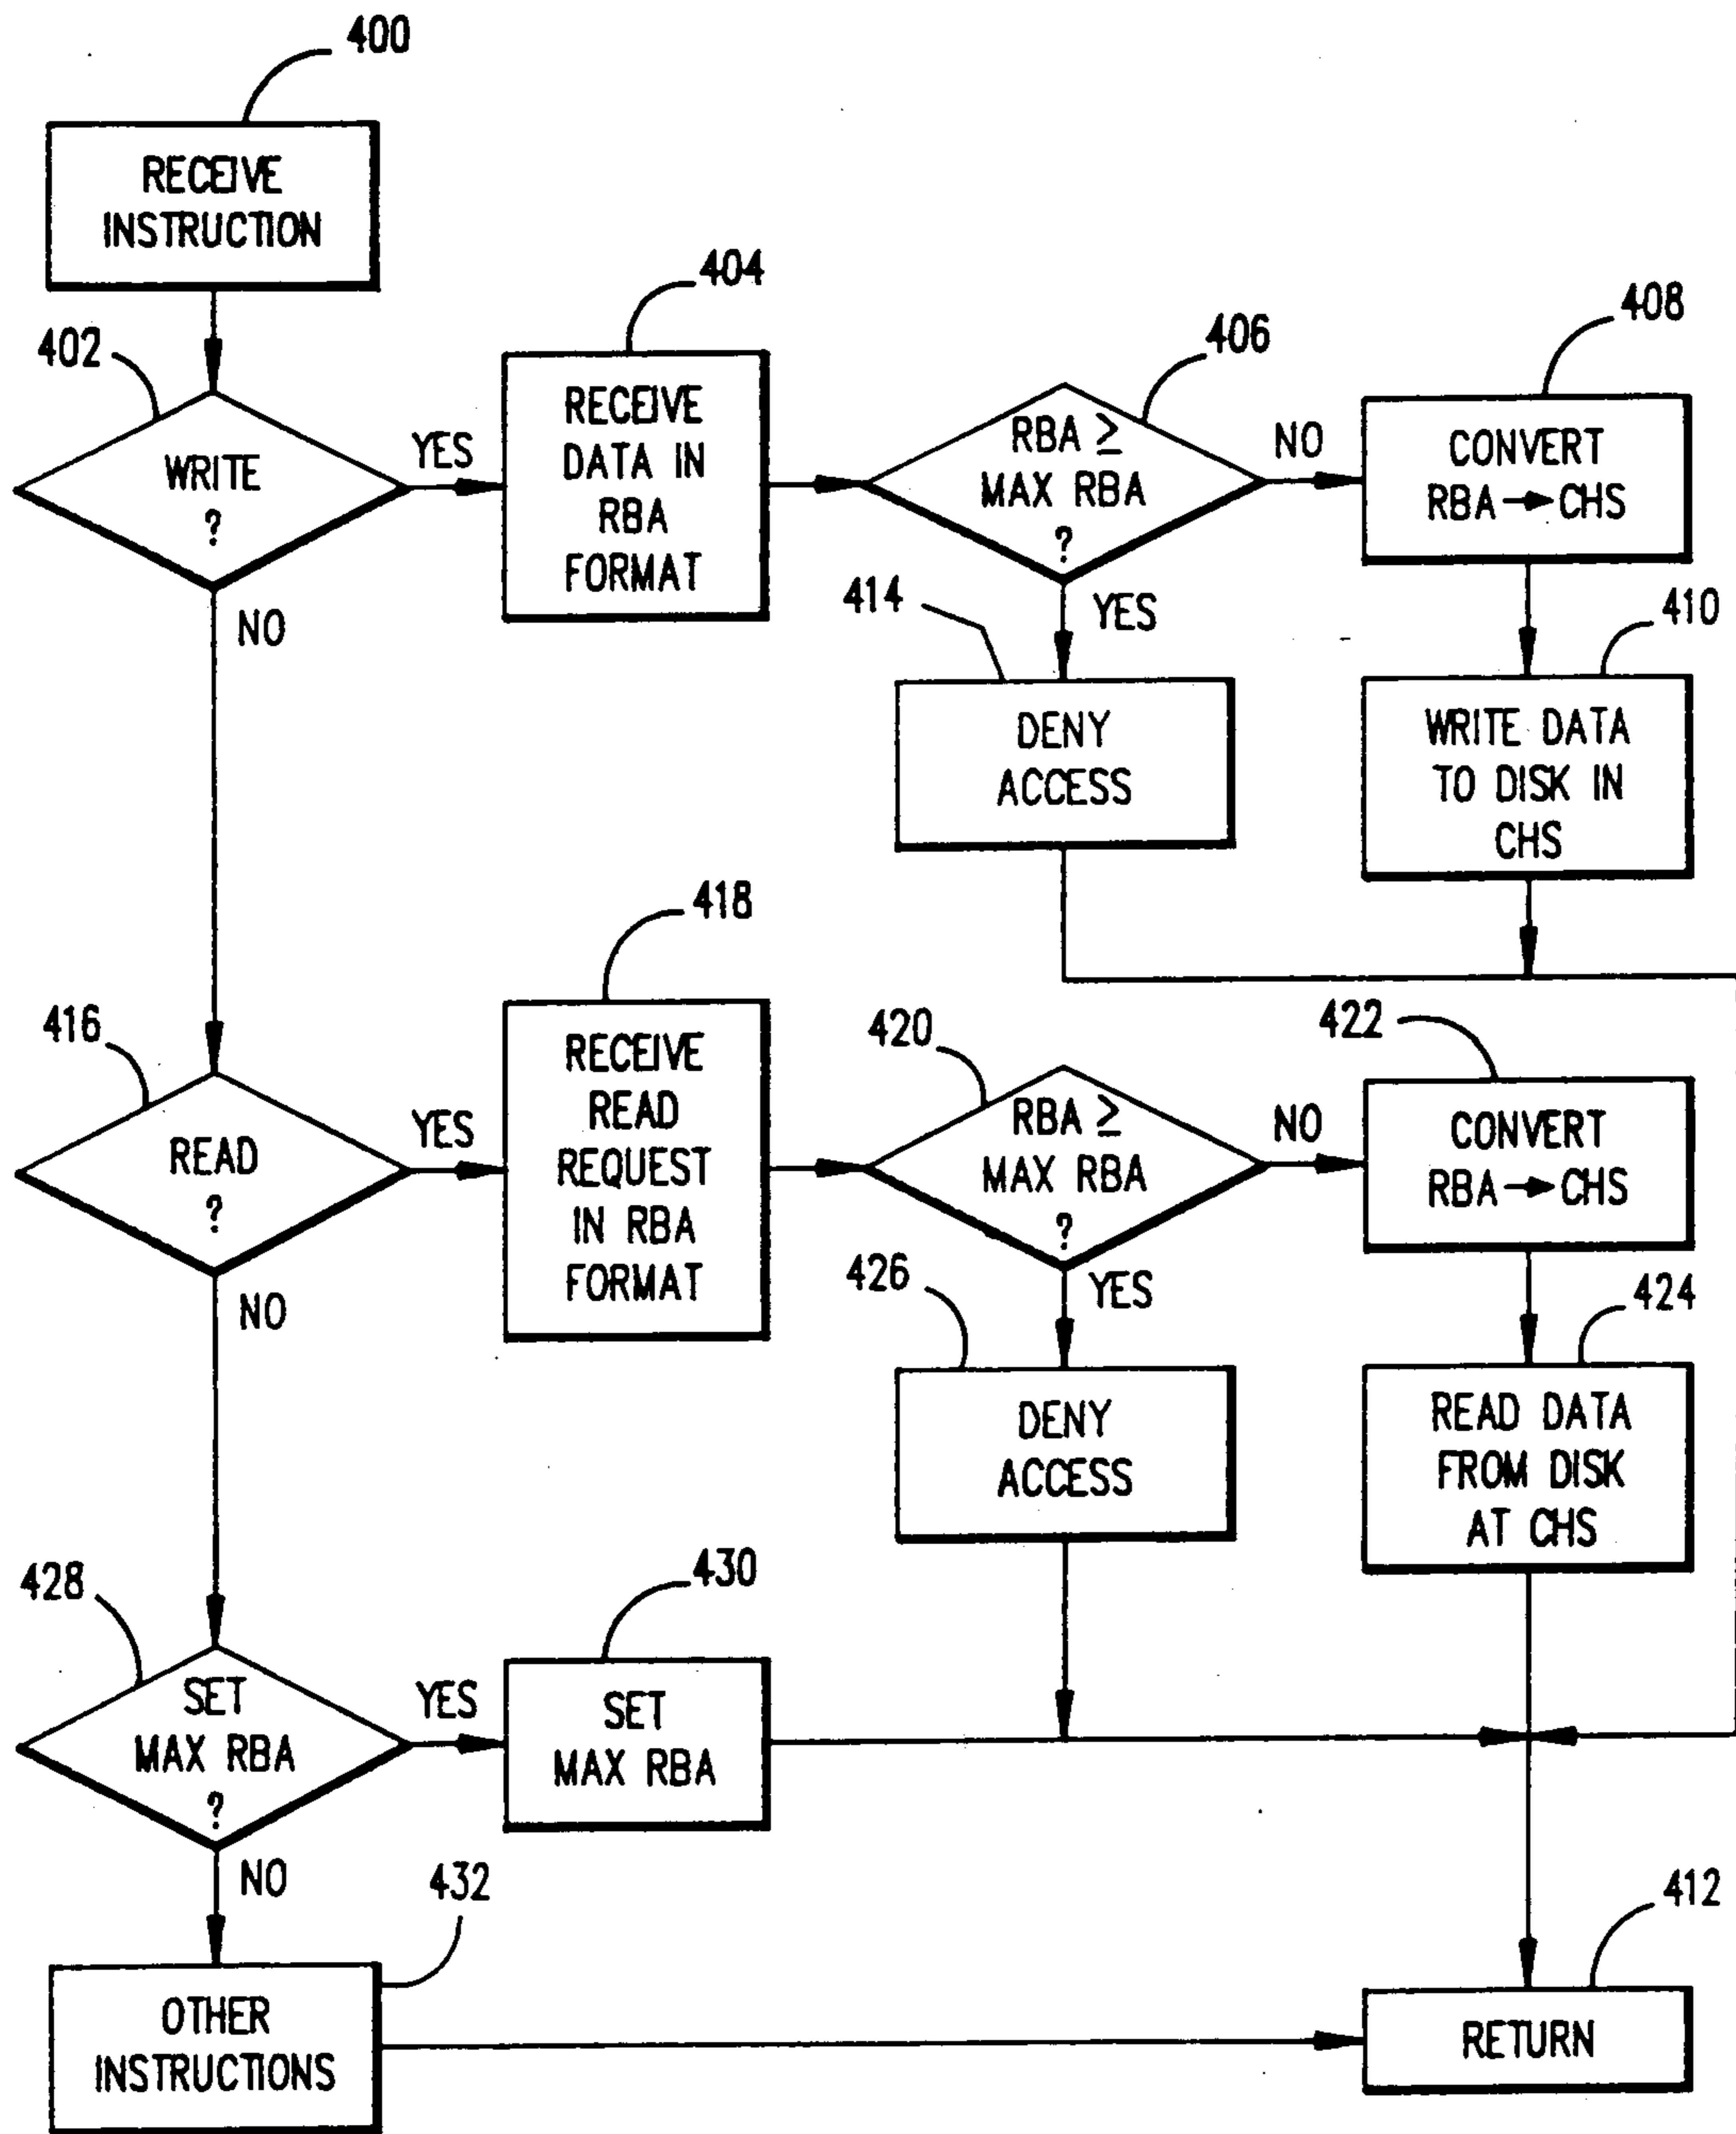 400
RECEIVE
INSTRUCTION
402
WRITE
?
YES
NO
404
RECEIVE
DATA IN
RBA
FORMAT
406
RBA ≥
MAX RBA
?
NO
YES
408
CONVERT
RBA → CHS
414
DENY
ACCESS
410
WRITE DATA
TO DISK IN
CHS
416
READ
?
YES
NO
418
RECEIVE
READ
REQUEST
IN RBA
FORMAT
420
RBA ≥
MAX RBA
?
NO
YES
422
CONVERT
RBA → CHS
426
DENY
ACCESS
424
READ DATA
FROM DISK
AT CHS
428
SET
MAX RBA
?
YES
NO
430
SET
MAX RBA
432
OTHER
INSTRUCTIONS
412
RETURN